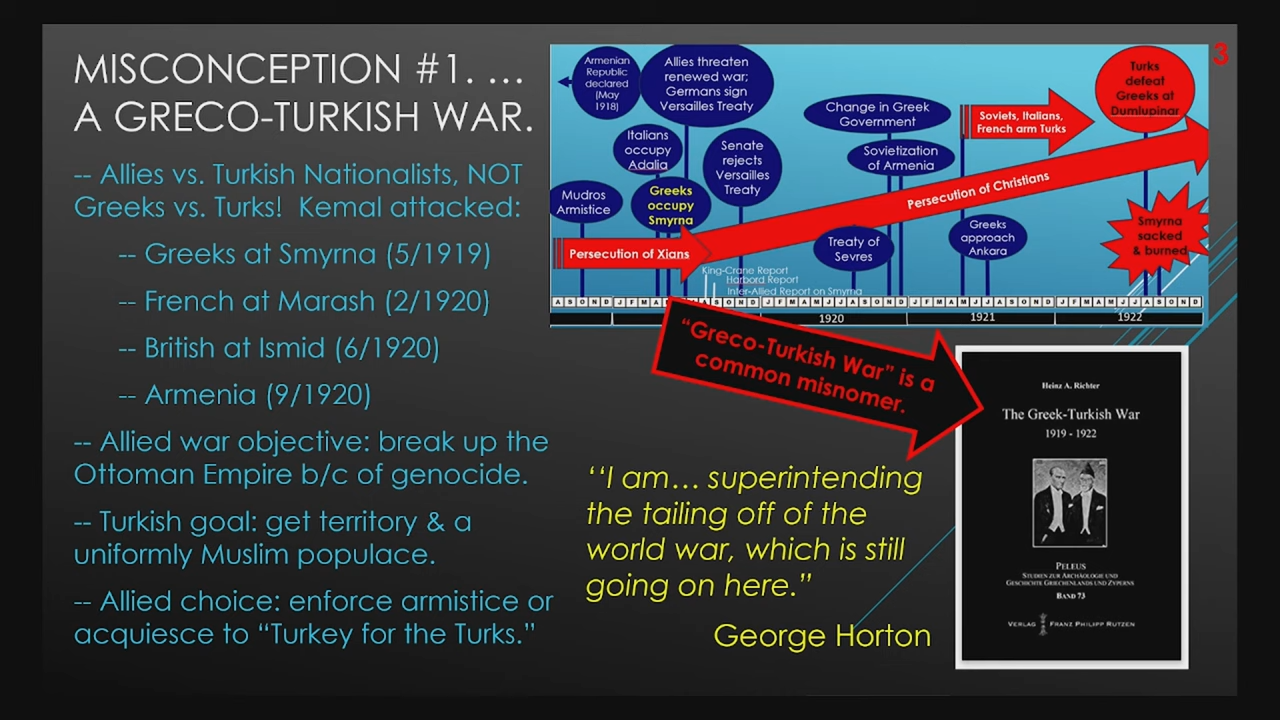 MISCONCEPTION #1. …
A GRECO-TURKISH WAR.
-- Allies vs. Turkish Nationalists, NOT
Greeks vs. Turks! Kemal attacked:
-- Greeks at Smyrna (5/1919)
-- French at Marash (2/1920)
-- British at Ismid (6/1920)
-- Armenia (9/1920)
-- Allied war objective: break up the
Ottoman Empire b/c of genocide.
-- Turkish goal: get territory & a
uniformly Muslim populace.
-- Allied choice: enforce armistice or
acquiesce to “Turkey for the Turks.”
3
Armenian
Republic
declared
(May
1918)
Allies threaten
renewed war;
Germans sign
Versailles Treaty
Italians
occupy
Adalia
Senate
rejects
Versailles
Treaty
Mudros
Armistice
Greeks
occupy
Smyrna
Change in Greek
Government
Sovietization
of Armenia
Soviets, Italians,
French arm Turks
Turks
defeat
Greeks at
Dumlupinar
Persecution of Christians
Persecution of Xians
Treaty of
Sevres
Greeks
approach
Ankara
Smyrna
sacked
& burned
King-Crane Report
Harbord Report
Inter-Allied Report on Smyrna
A S O N D J F M A M J J A S O N D J F M A M J J A S O N D J F M A M J J A S O N D J F M A M J J A S O N D
1920 1921 1922
“Greco-Turkish War” is a
common misnomer.
‘‘I am… superintending
the tailing off of the
world war, which is still
going on here.”
George Horton
Heinz A. Richter
The Greek-Turkish War
1919 - 1922
PELEUS
STUDIEN ZUR ARCHÄOLOGIE UND
GESCHICHTE GRIECHENLANDS UND ZYPERNS
BAND 73
VERLAG FRANZ PHILIPP RUTZEN